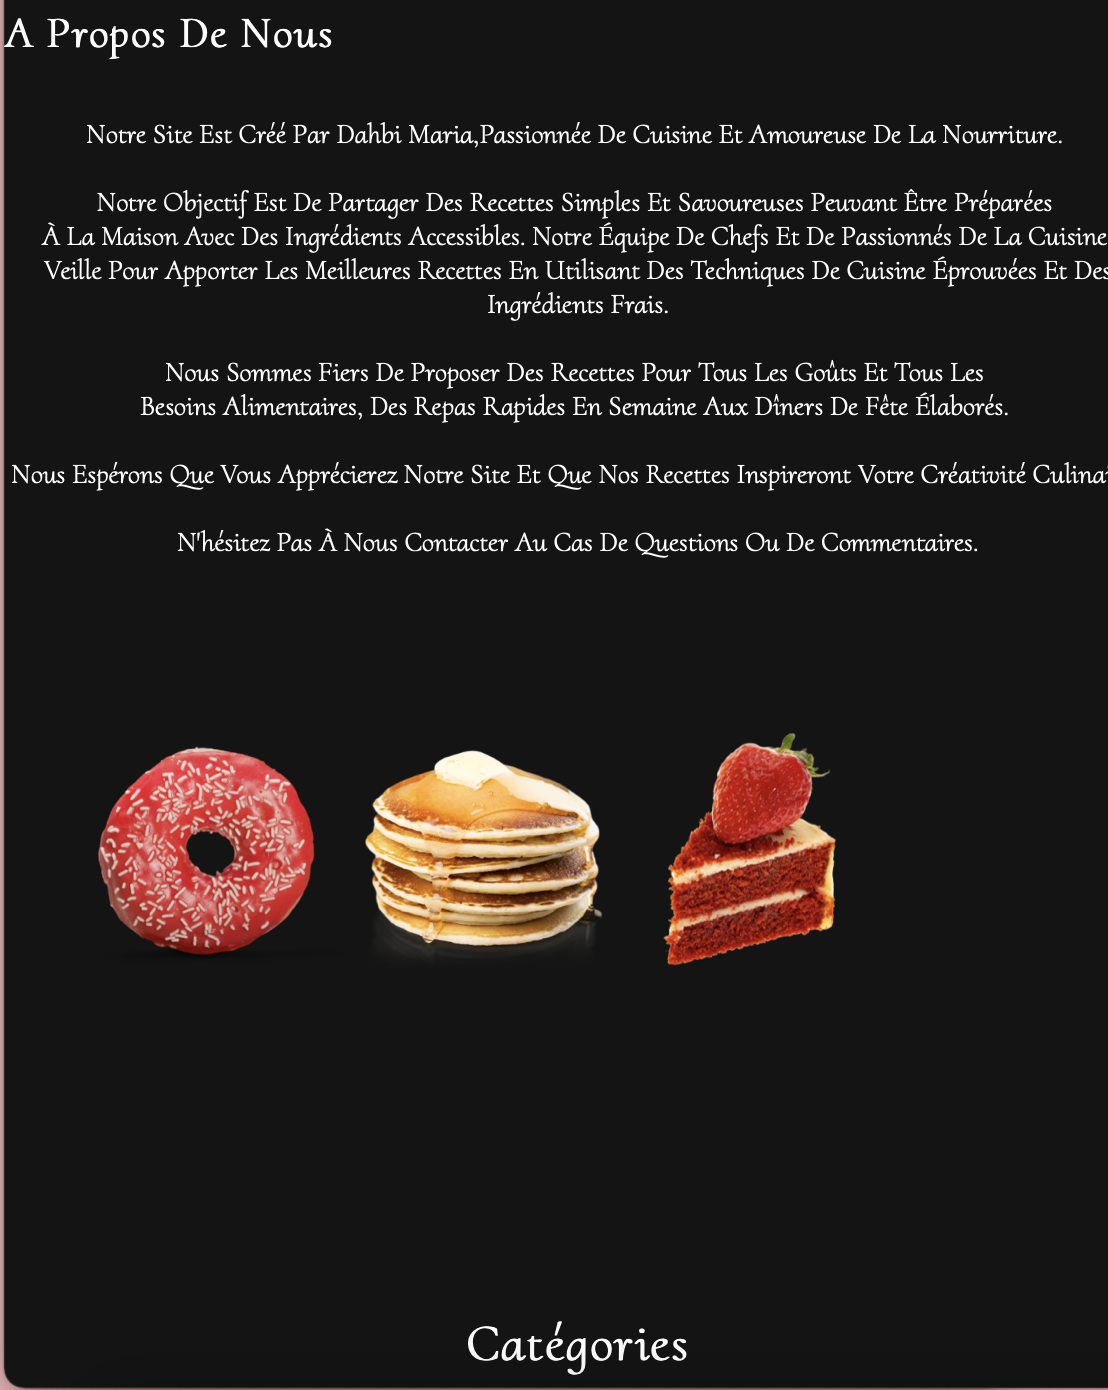 A Propos De Nous
Notre Site Est Créé Par Dahbi Maria,Passionnée De Cuisine Et Amoureuse De La Nourriture.
Notre Objectif Est De Partager Des Recettes Simples Et Savoureuses Peuvant Être Préparées
À La Maison Avec Des Ingrédients Accessibles. Notre Équipe De Chefs Et De Passionnés De La Cuisine
Veille Pour Apporter Les Meilleures Recettes En Utilisant Des Techniques De Cuisine Éprouvées Et Des
Ingrédients Frais.
Nous Sommes Fiers De Proposer Des Recettes Pour Tous Les Goûts Et Tous Les
Besoins Alimentaires, Des Repas Rapides En Semaine Aux Dîners De Fête Élaborés.
Nous Espérons Que Vous Apprécierez Notre Site Et Que Nos Recettes Inspireront Votre Créativité
N'hésitez Pas À Nous Contacter Au Cas De Questions Ou De Commentaires.
Catégories